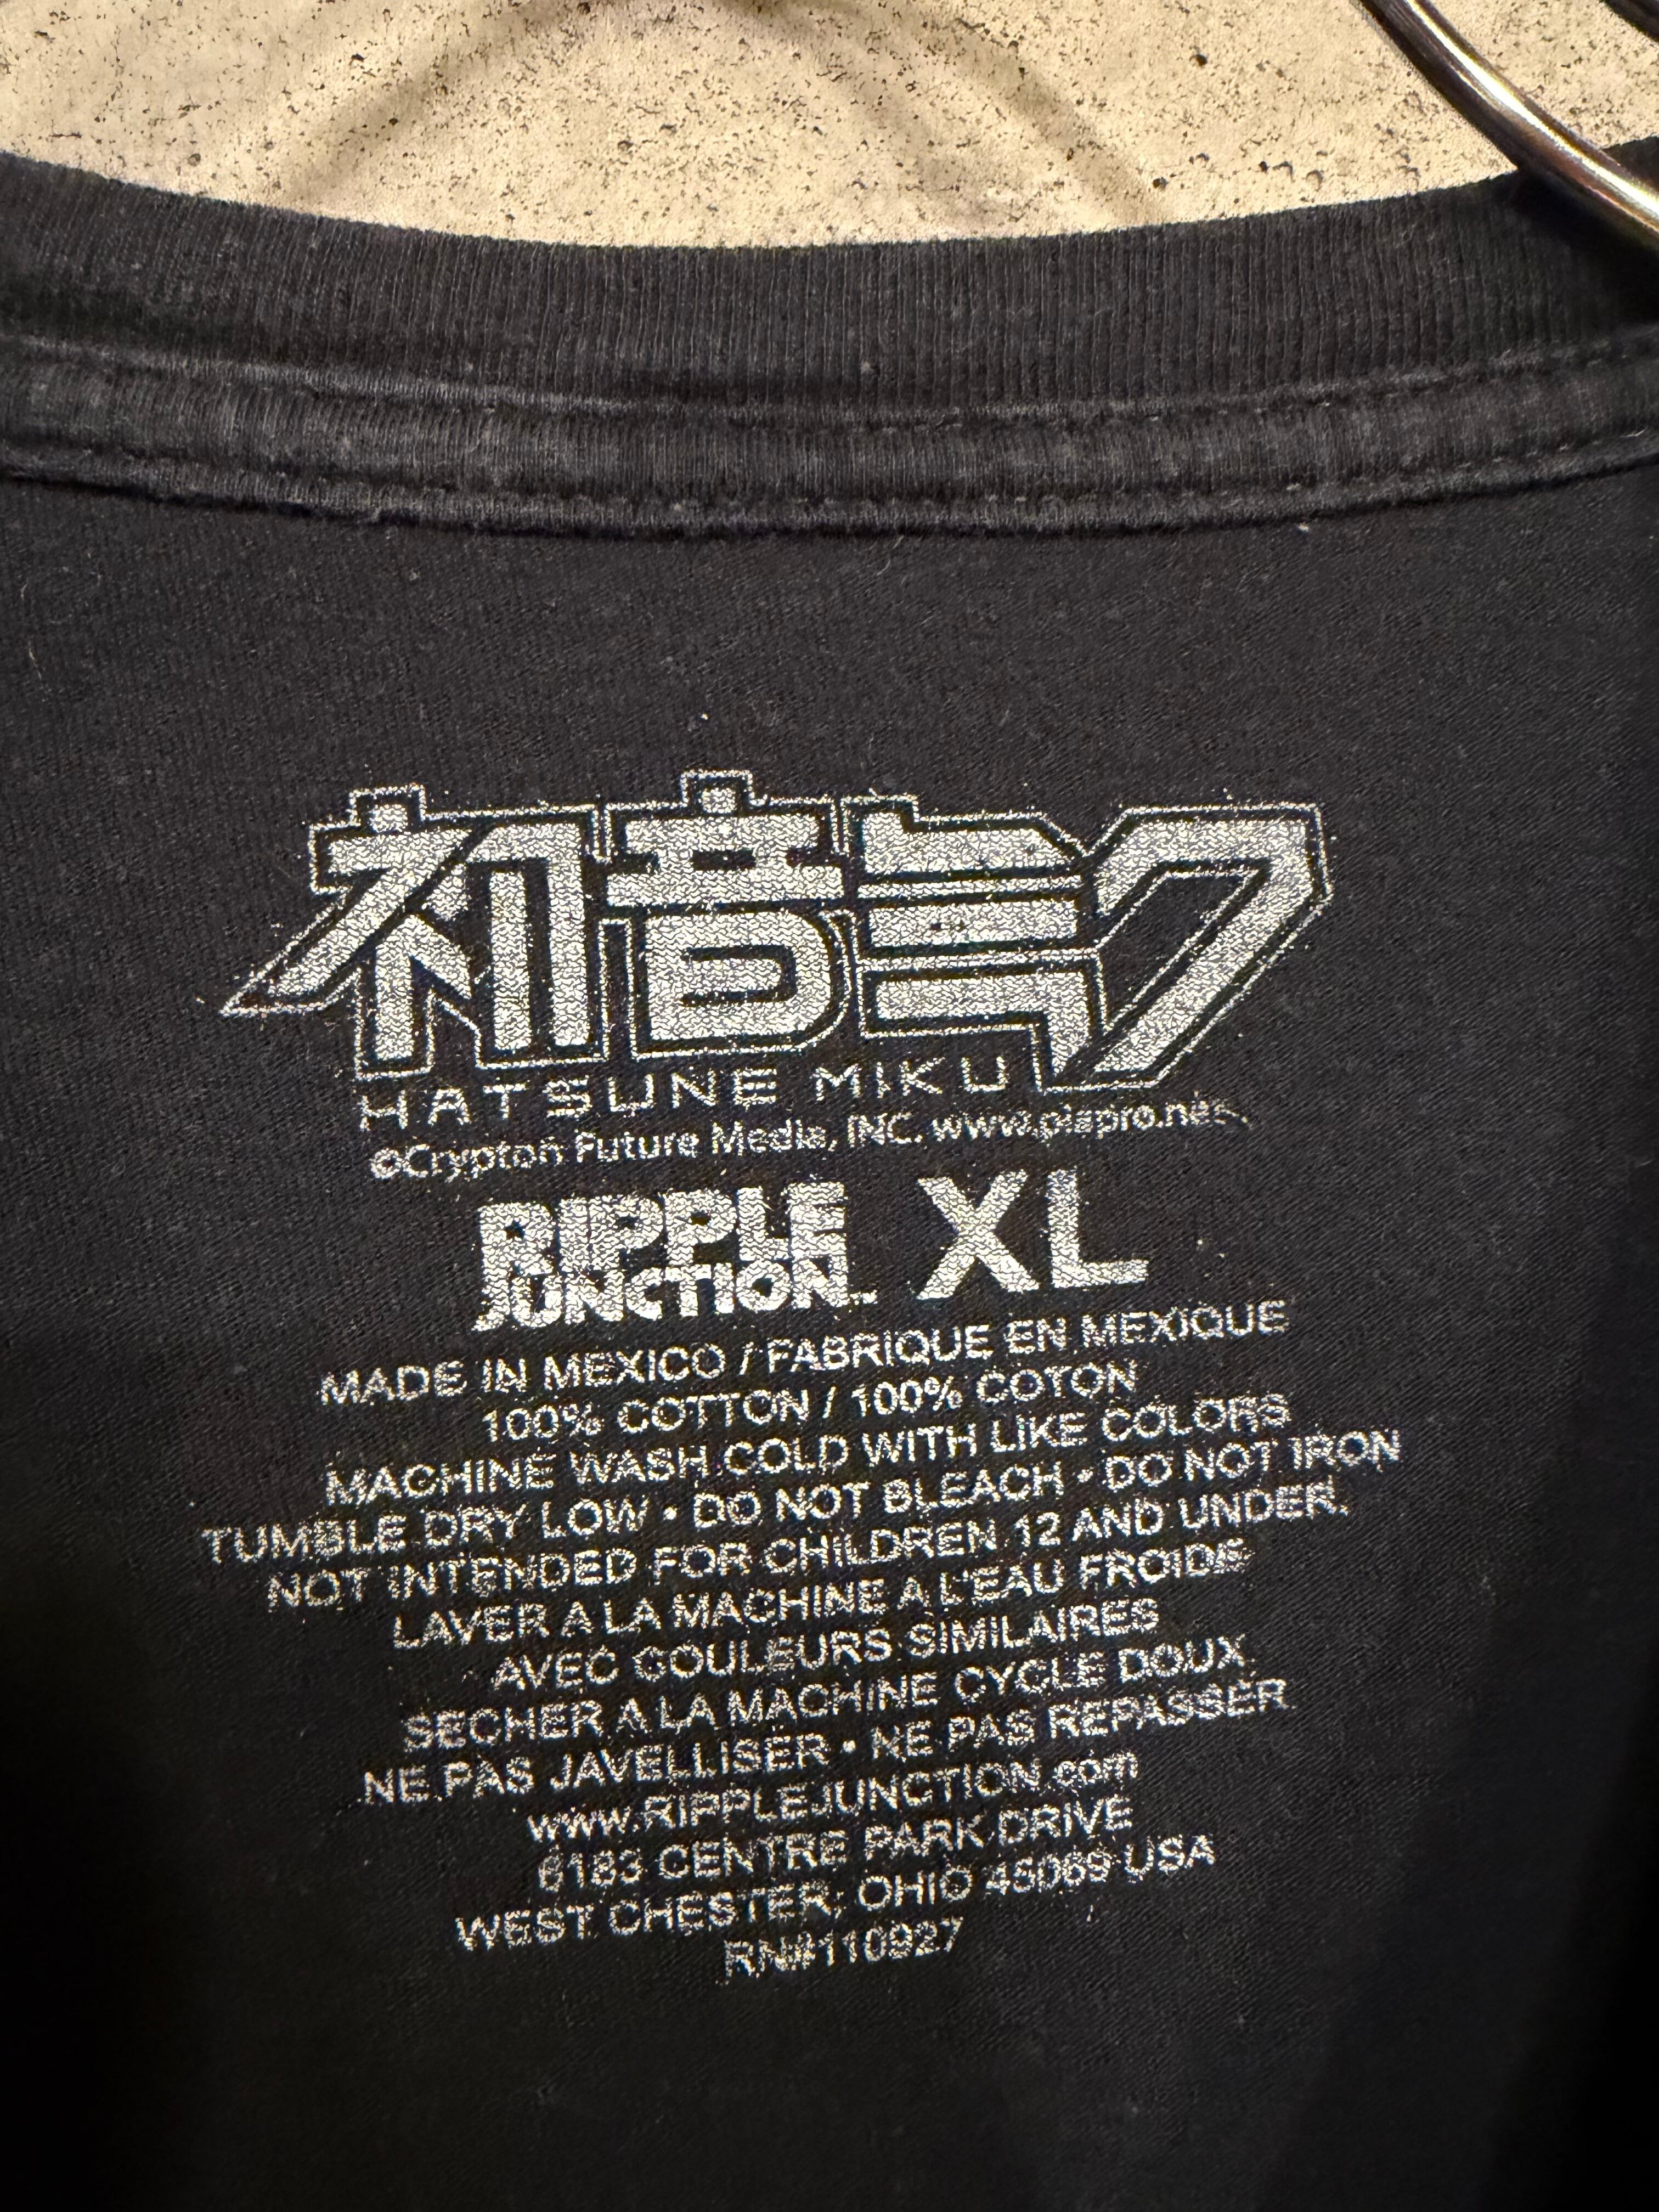 初音ミク
HATSUNE MIKU
©Crypton Future Media, INC. www.piapro.net
RIPPLE JUNCTION XL
MADE IN MEXICO / FABRIQUE EN MEXIQUE
100% COTTON / 100% COTON
MACHINE WASH COLD WITH LIKE COLORS
TUMBLE DRY LOW • DO NOT BLEACH • DO NOT IRON
NOT INTENDED FOR CHILDREN 12 AND UNDER.
LAVER A LA MACHINE A L'EAU FROIDE
AVEC COULEURS SIMILAIRES
SECHER A LA MACHINE CYCLE DOUX
NE PAS JAVELLISER • NE PAS REPASSER
www.RIPPLEJUNCTION.com
6183 CENTRE PARK DRIVE
WEST CHESTER, OHIO 45069 USA
RN#110927